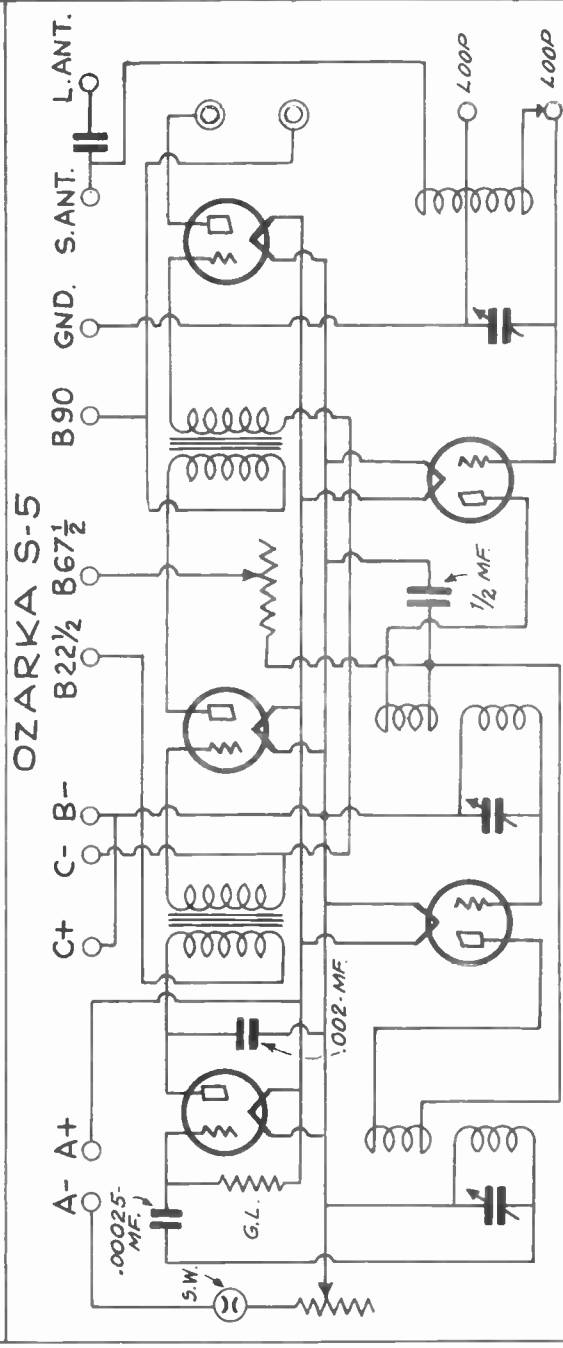 OZARKA S-5
A- A+ C+ C- B- B22½ B67½ B90 GND. S.ANT. L.ANT.
.00025-
MF.
S.W.
G.L.
.002-MF.
½ MF.
LOOP
LOOP